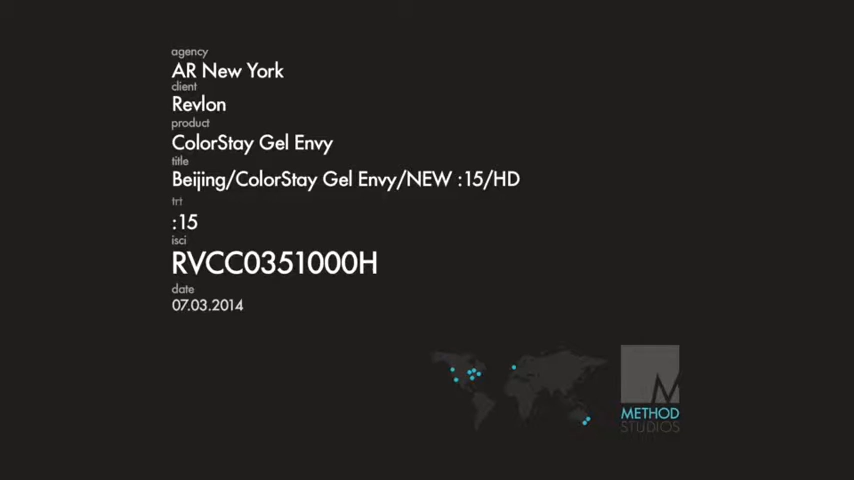 agency
AR New York
client
Revlon
product
ColorStay Gel Envy
title
Beijing/ColorStay Gel Envy/NEW :15/HD
trt
:15
isci
RVCC0351000H
date
07.03.2014
METHOD
STUDIOS